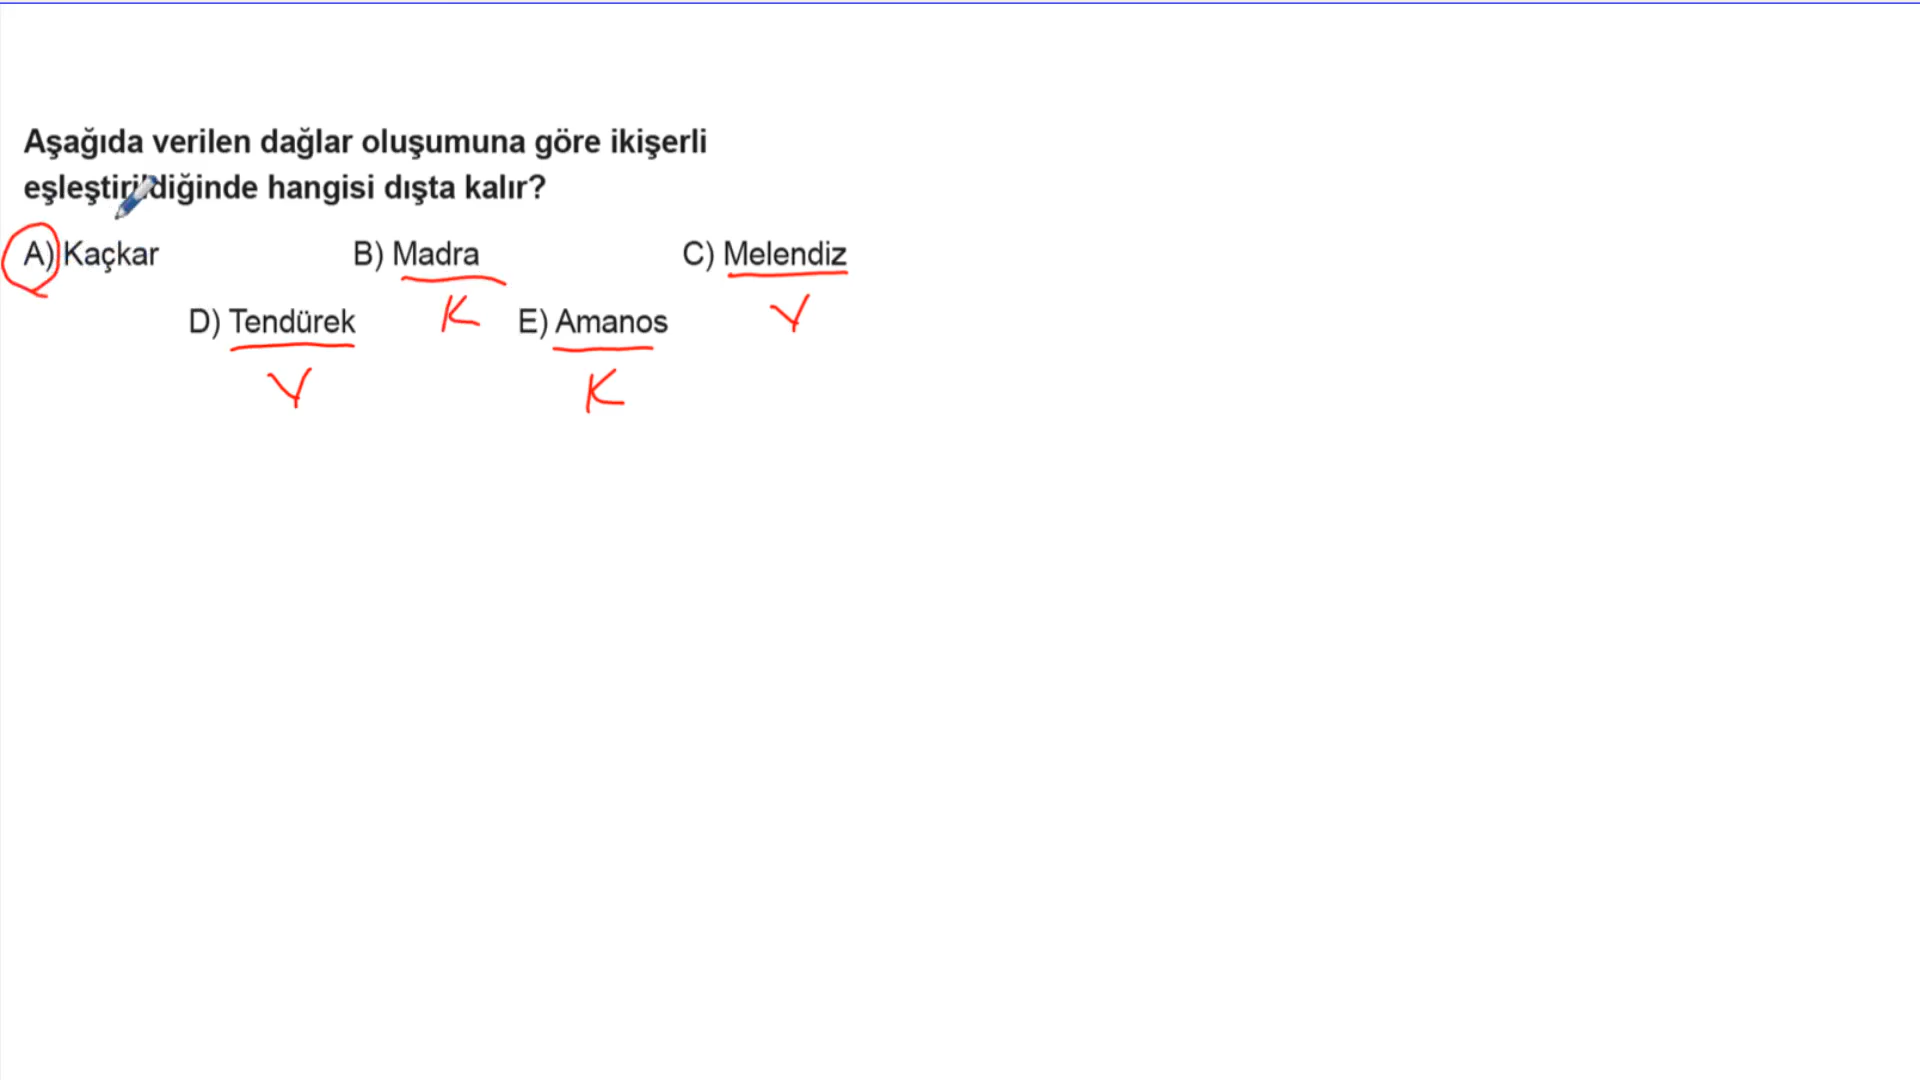 Aşağıda verilen dağlar oluşumuna göre ikişerli
eşleştirildiğinde hangisi dışta kalır?
A) Kaçkar B) Madra C) Melendiz
K V
D) Tendürek E) Amanos
V K